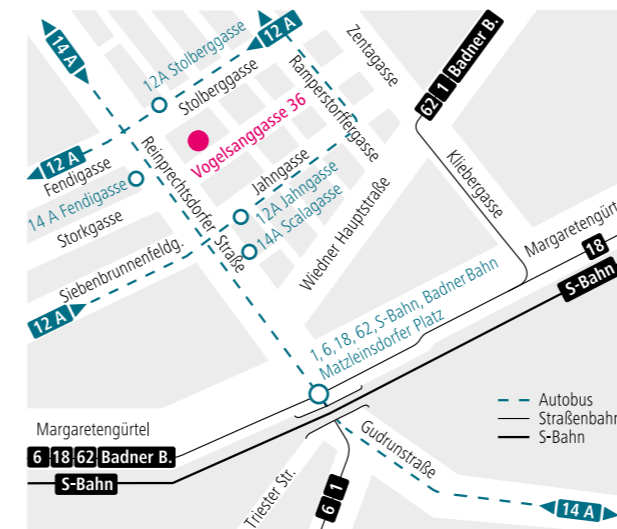 14 A
12 A
12A Stolberggasse
Stolberggasse
Zentagasse
Ramperstorffergasse
62 1 Badner B.
Vogelsanggasse 36
12 A
Fendigasse
14 A Fendigasse
Storkgasse
Reinprechtsdorfer Straße
Jahngasse
12A Jahngasse
14A Scalagasse
Kliebergasse
Wiedner Hauptstraße
Siebenbrunnenfeldg.
12 A
Margaretengürtel
18
S-Bahn
1, 6, 18, 62, S-Bahn, Badner Bahn
Matzleinsdorfer Platz
Margaretengürtel
6 18 62 Badner B.
S-Bahn
Triester Str.
6 1
Gudrunstraße
14 A
Autobus
Straßenbahn
S-Bahn